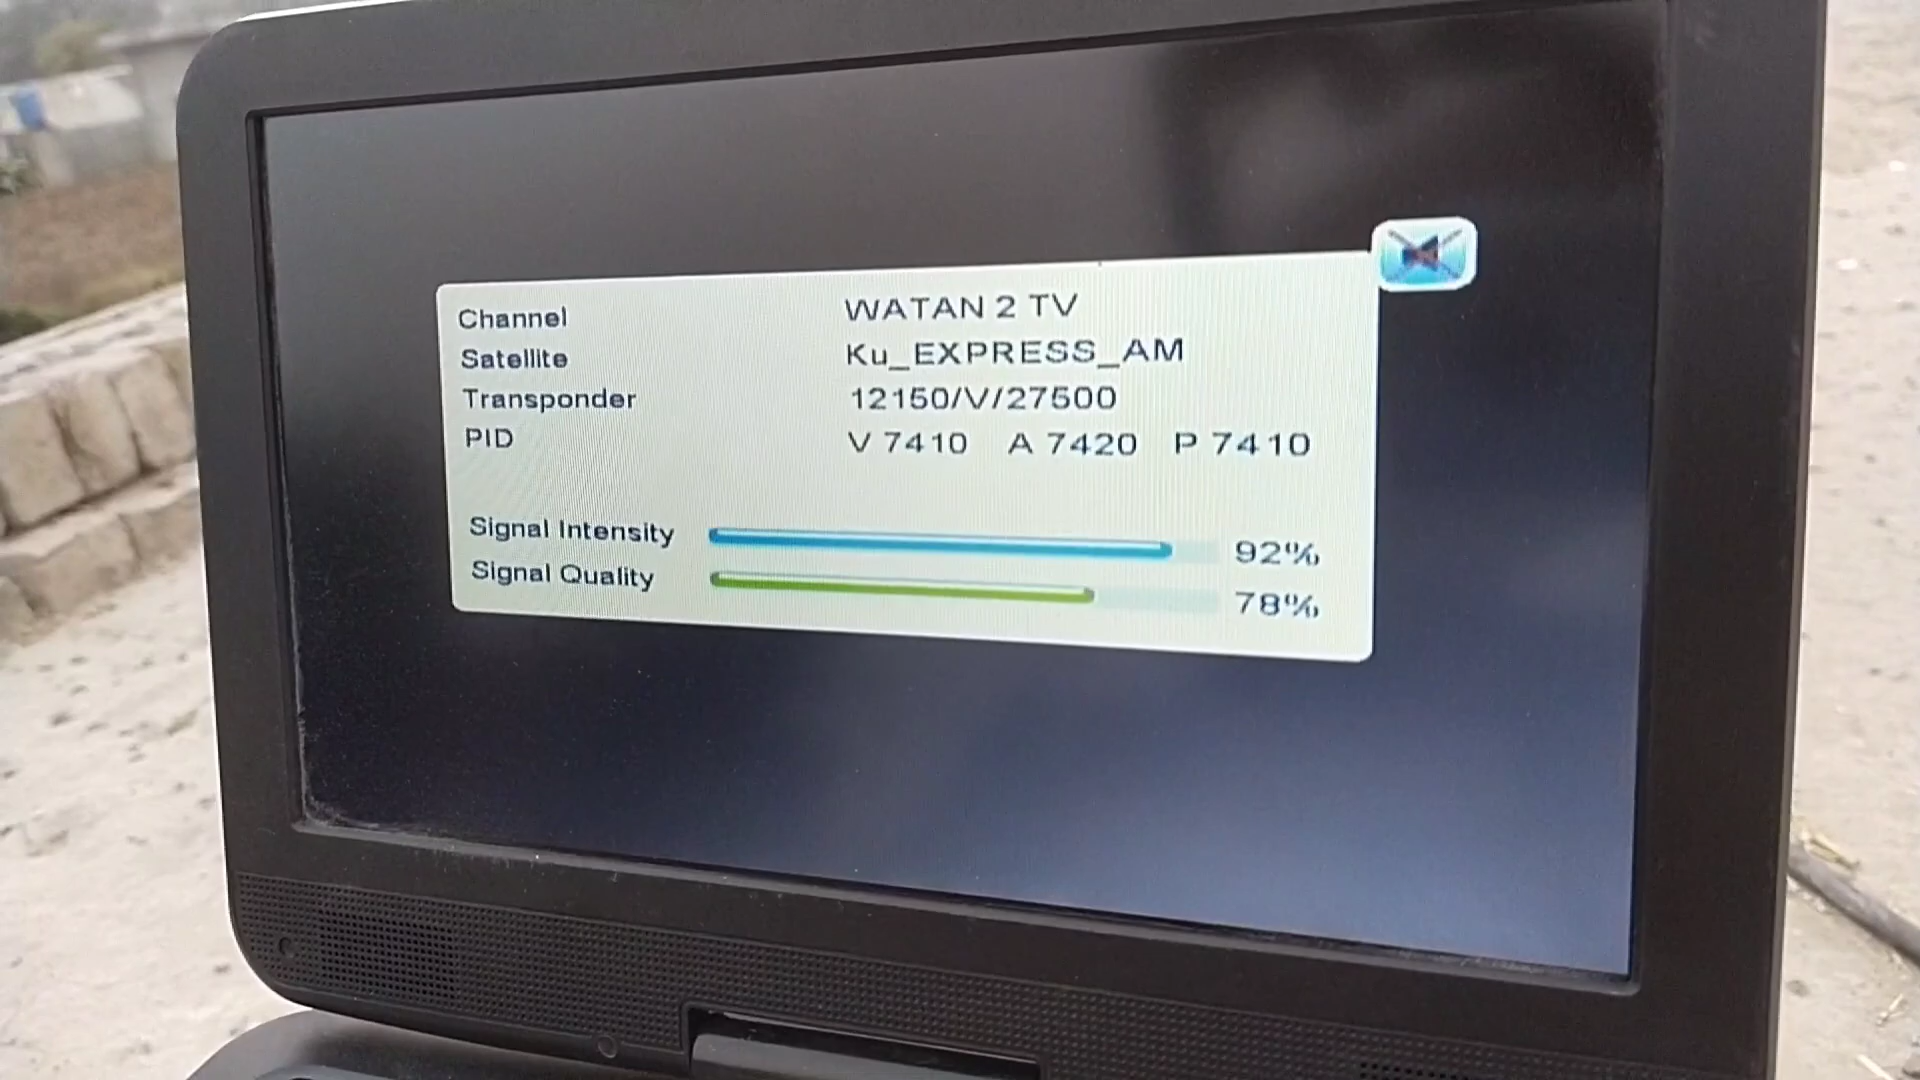 Channel WATAN 2 TV
Satellite Ku_EXPRESS_AM
Transponder 12150/V/27500
PID V 7410 A 7420 P 7410
Signal Intensity 92%
Signal Quality 78%